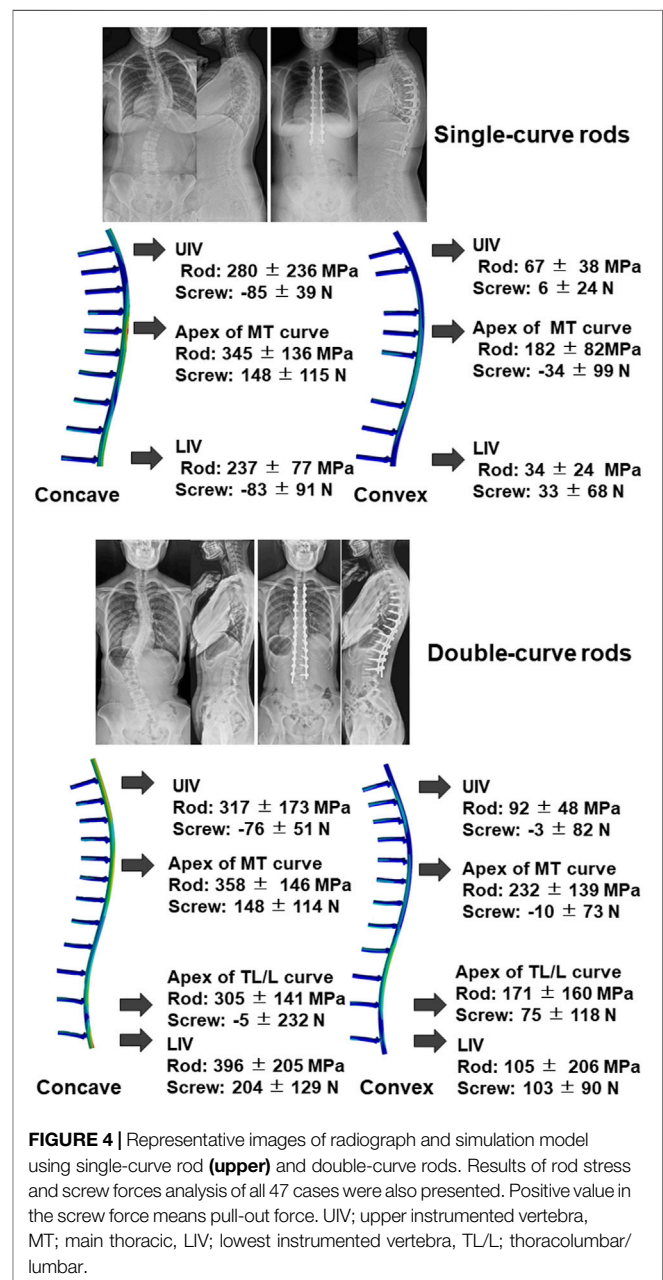 Single-curve rods
UIV
Rod: 280 ± 236 MPa
Screw: -85 ± 39 N
Apex of MT curve
Rod: 345 ± 136 MPa
Screw: 148 ± 115 N
LIV
Rod: 237 ± 77 MPa
Screw: -83 ± 91 N
Concave
UIV
Rod: 67 ± 38 MPa
Screw: 6 ± 24 N
Apex of MT curve
Rod: 182 ± 82MPa
Screw: -34 ± 99 N
LIV
Rod: 34 ± 24 MPa
Screw: 33 ± 68 N
Convex
Double-curve rods
UIV
Rod: 317 ± 173 MPa
Screw: -76 ± 51 N
Apex of MT curve
Rod: 358 ± 146 MPa
Screw: 148 ± 114 N
Apex of TL/L curve
Rod: 305 ± 141 MPa
Screw: -5 ± 232 N
LIV
Rod: 396 ± 205 MPa
Screw: 204 ± 129 N
Concave
UIV
Rod: 92 ± 48 MPa
Screw: -3 ± 82 N
Apex of MT curve
Rod: 232 ± 139 MPa
Screw: -10 ± 73 N
Apex of TL/L curve
Rod: 171 ± 160 MPa
Screw: 75 ± 118 N
LIV
Rod: 105 ± 206 MPa
Screw: 103 ± 90 N
Convex
FIGURE 4 | Representative images of radiograph and simulation model
using single-curve rod (upper) and double-curve rods. Results of rod stress
and screw forces analysis of all 47 cases were also presented. Positive value in
the screw force means pull-out force. UIV; upper instrumented vertebra,
MT; main thoracic, LIV; lowest instrumented vertebra, TL/L; thoracolumbar/
lumbar.